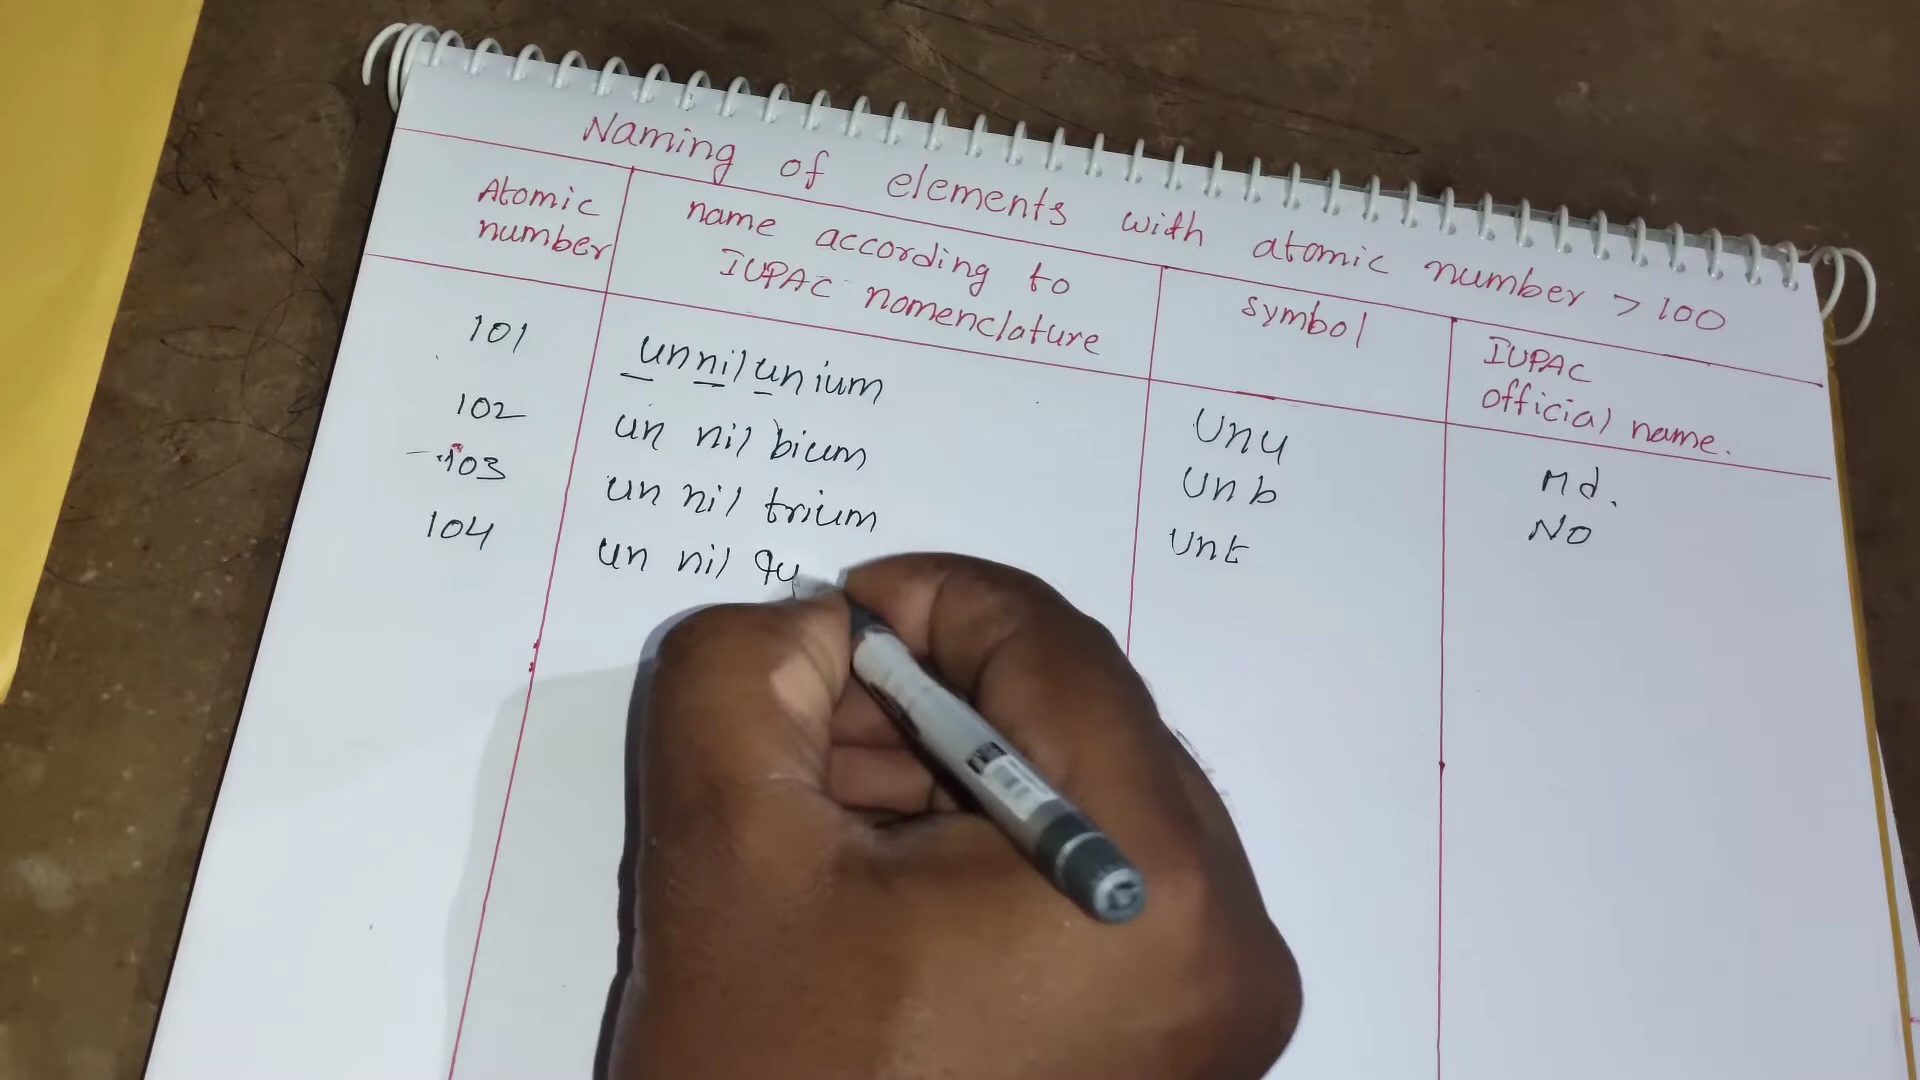 Naming of elements with atomic number > 100
Atomic number
name according to IUPAC nomenclature
symbol
IUPAC official name.
101 unnilunium Unu Md.
102 un nil bium Unb No
103 un nil trium Unt
104 un nil qu